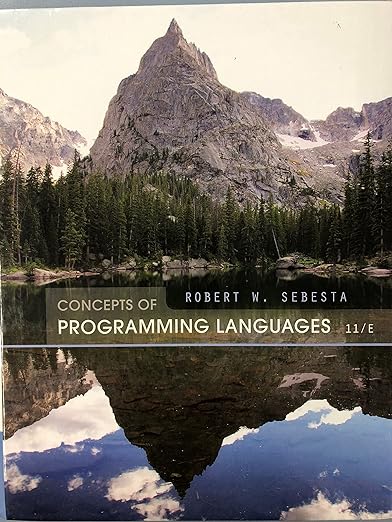 ROBERT W. SEBESTA
CONCEPTS OF
PROGRAMMING LANGUAGES 11/E